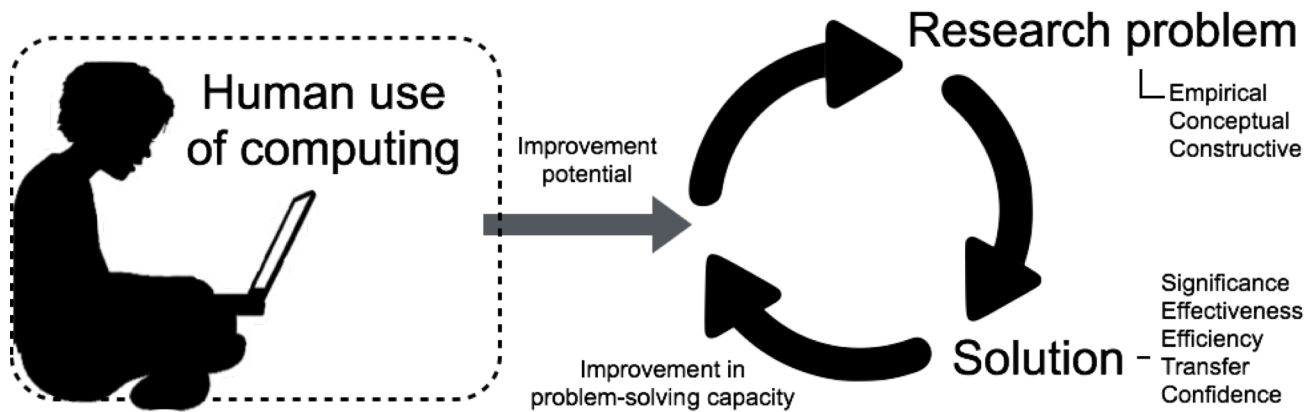 Human use
of computing
Improvement
potential
Research problem
Empirical
Conceptual
Constructive
Solution
Significance
Effectiveness
Efficiency
Transfer
Confidence
Improvement in
problem-solving capacity